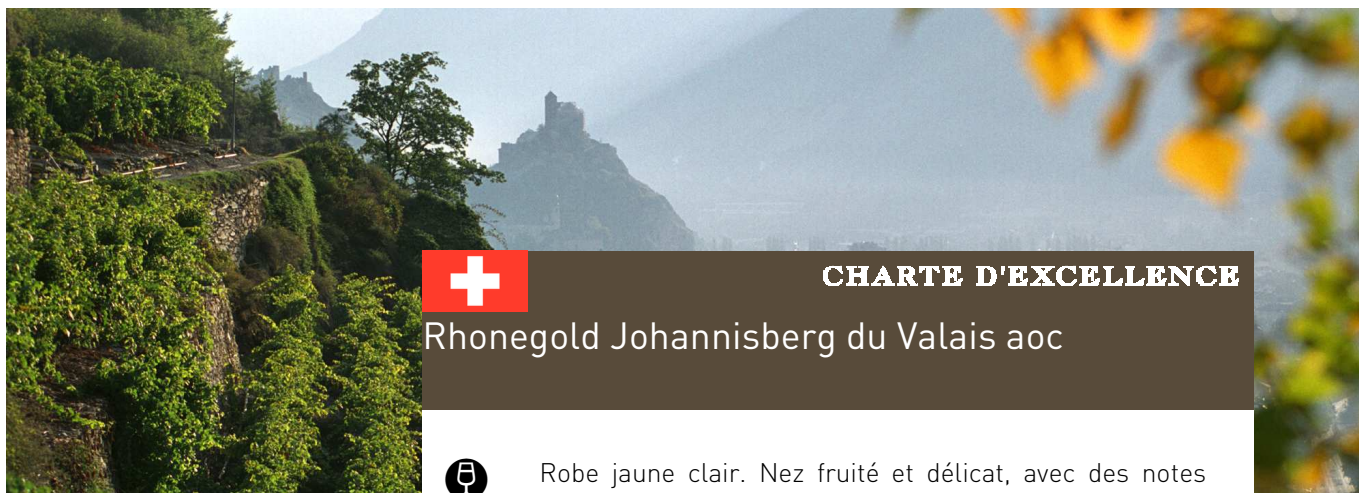 CHARTE D'EXCELLENCE
Rhonegold Johannisberg du Valais aoc
Robe jaune clair. Nez fruité et délicat, avec des notes